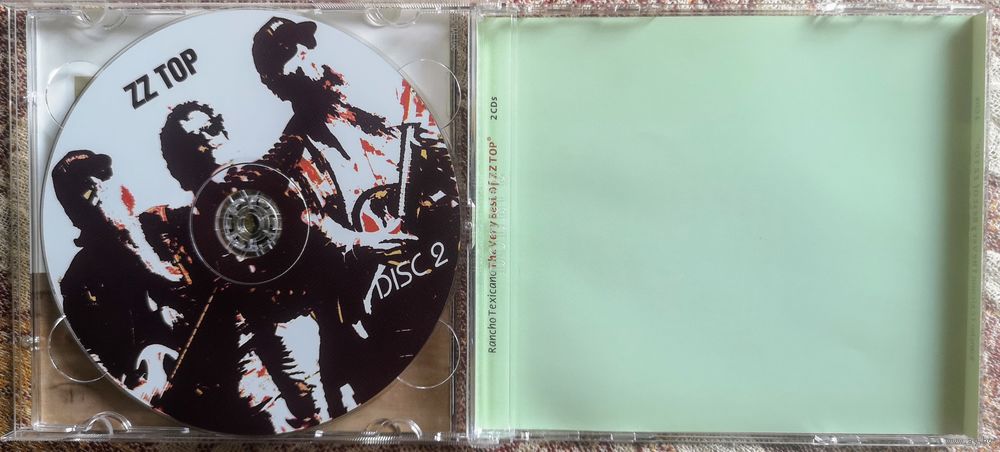 ZZ TOP
DISC 2
Rancho Texicano The Very Best Of ZZ TOP® 2 CDs